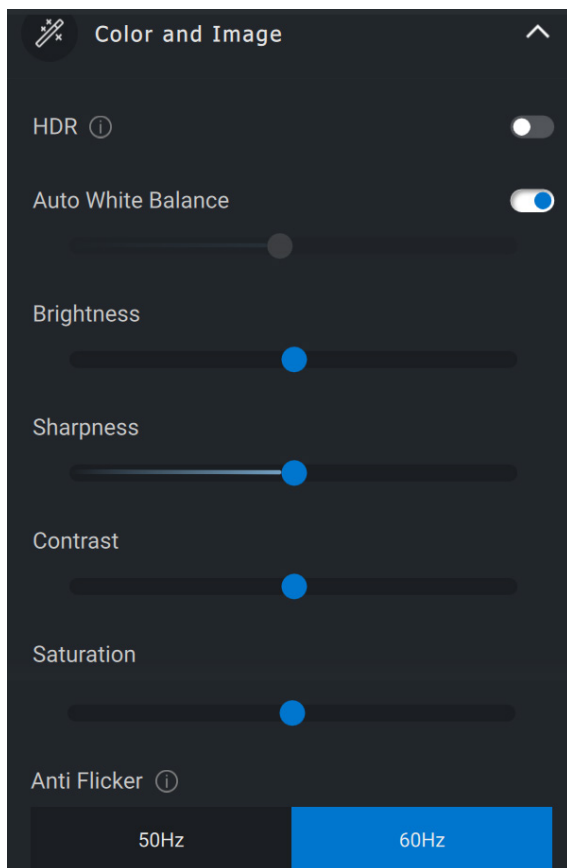 Color and Image
HDR
Auto White Balance
Brightness
Sharpness
Contrast
Saturation
Anti Flicker
50Hz
60Hz